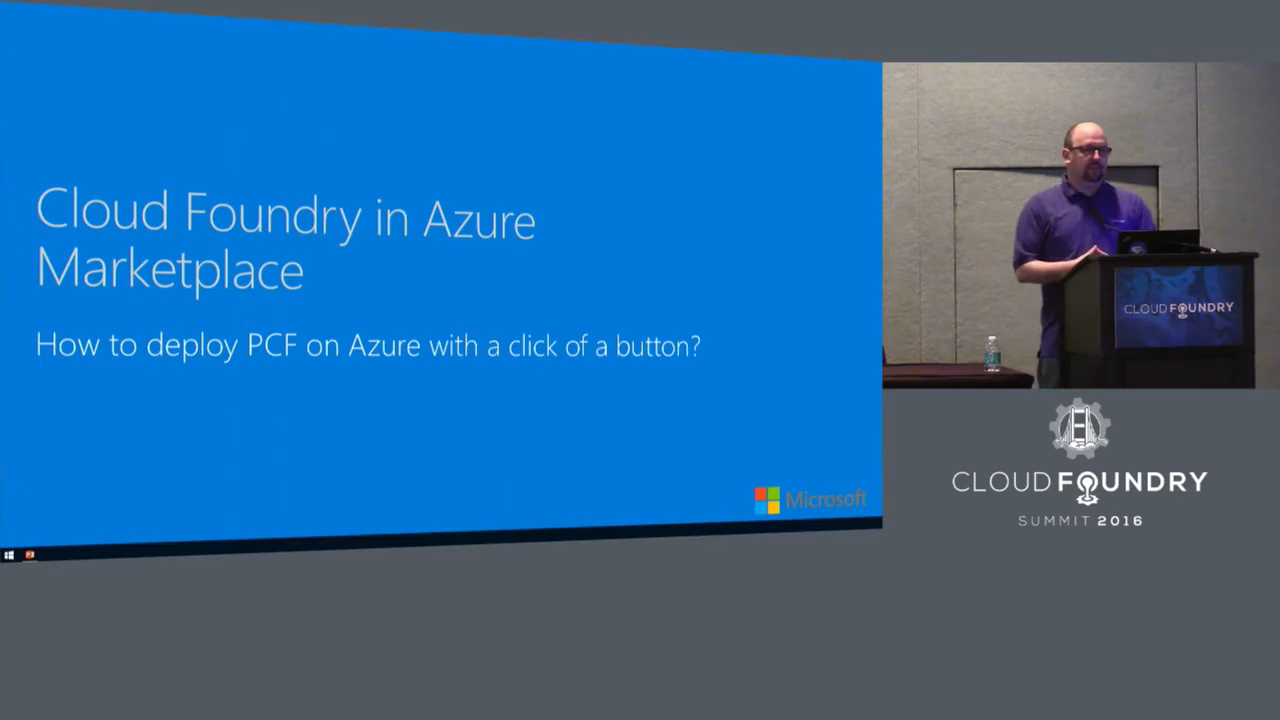 Cloud Foundry in Azure
Marketplace
How to deploy PCF on Azure with a click of a button?
Microsoft
CLOUD FOUNDRY
CLOUD FOUNDRY
SUMMIT 2016